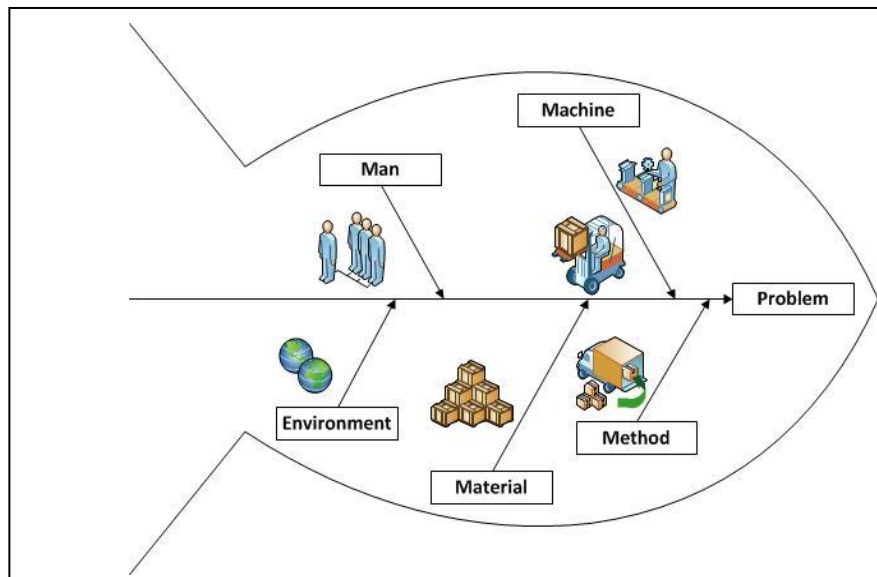 Machine
Man
Problem
Environment
Method
Material